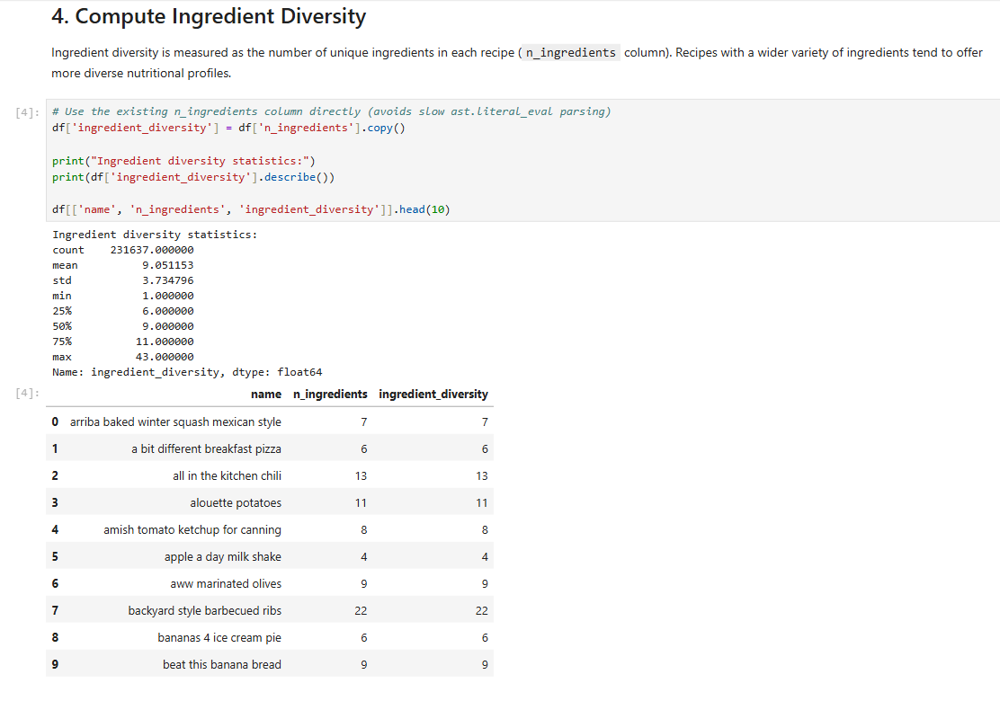 4. Compute Ingredient Diversity
Ingredient diversity is measured as the number of unique ingredients in each recipe ( n_ingredients column). Recipes with a wider variety of ingredients tend to offer
more diverse nutritional profiles.
[4]: # Use the existing n_ingredients column directly (avoids slow ast.literal_eval parsing)
df['ingredient_diversity'] = df['n_ingredients'].copy()
print("Ingredient diversity statistics:")
print(df['ingredient_diversity'].describe())
df[['name', 'n_ingredients', 'ingredient_diversity']].head(10)
Ingredient diversity statistics:
count 231637.000000
mean 9.051153
std 3.734796
min 1.000000
25% 6.000000
50% 9.000000
75% 11.000000
max 43.000000
Name: ingredient_diversity, dtype: float64
[4]: name n_ingredients ingredient_diversity
0 arriba baked winter squash mexican style 7 7
1 a bit different breakfast pizza 6 6
2 all in the kitchen chili 13 13
3 alouette potatoes 11 11
4 amish tomato ketchup for canning 8 8
5 apple a day milk shake 4 4
6 aww marinated olives 9 9
7 backyard style barbecued ribs 22 22
8 bananas 4 ice cream pie 6 6
9 beat this banana bread 9 9